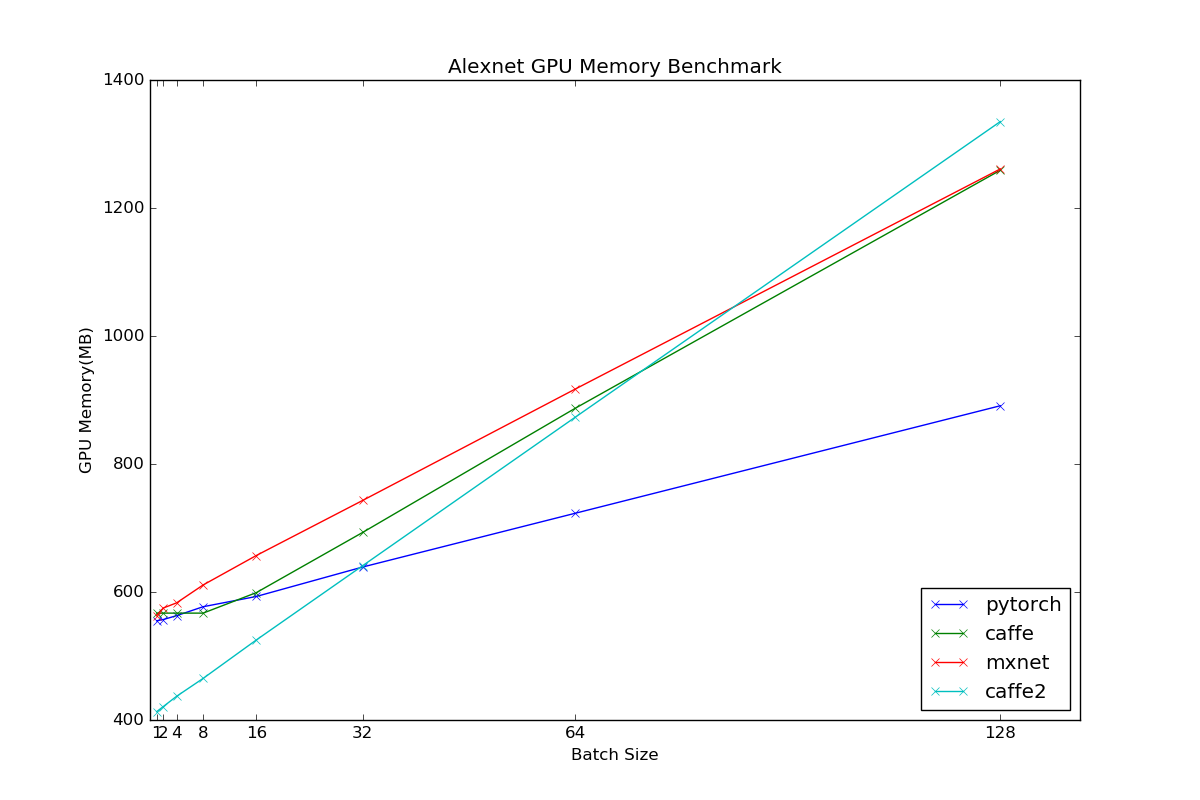 Alexnet GPU Memory Benchmark
1400
1200
1000
800
600
400
GPU Memory(MB)
1 2 4 8 16 32 64 128
Batch Size
pytorch
caffe
mxnet
caffe2